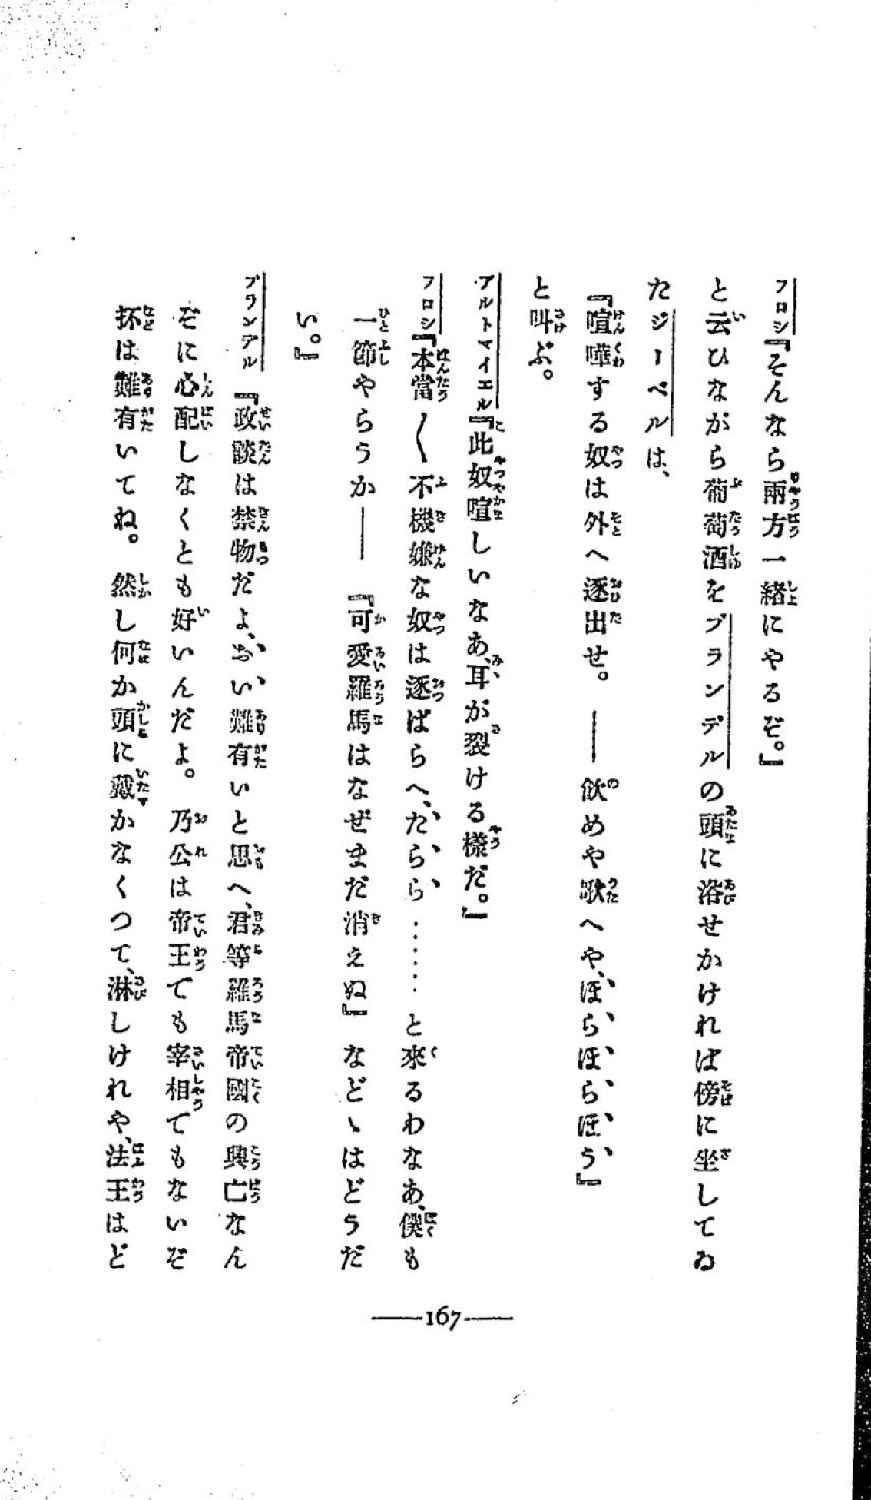 フロシ『そんなら兩方一緒にやるぞ。』
と云ひながら葡萄酒をブランデルの頭に浴せかければ傍に坐してゐ
たジーベルは、
『喧嘩する奴は外へ逐出せ。――飮めや歌へや、ほらほらほう』
と叫ぶ。
アルトマイエル『此奴喧しいなあ、耳が裂ける樣だ。』
フロシ『本當〱不機嫌な奴は逐ばらへ、たらら……と來るわなあ、僕も
一節やらうか――『可愛羅馬はなぜまだ消えぬ』などゝはどうだ
い。』
ブランデル『政談は禁物だよ、おい難有いと思へ、君等羅馬帝國の興亡なん
ぞに心配しなくとも好いんだよ。乃公は帝王でも宰相でもないぞ
抔は難有いてね。然し何か頭に戴かなくつて、淋しけれや、法王はど
167